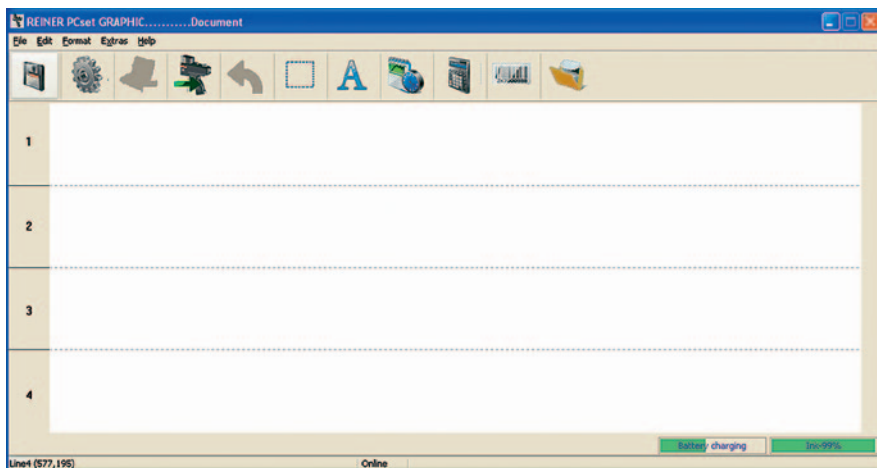 REINER PCset GRAPHIC...........Document
File Edit Format Extras Help
A
1
2
3
4
Battery charging
Ink=99%
Line4 (577,195)
Online